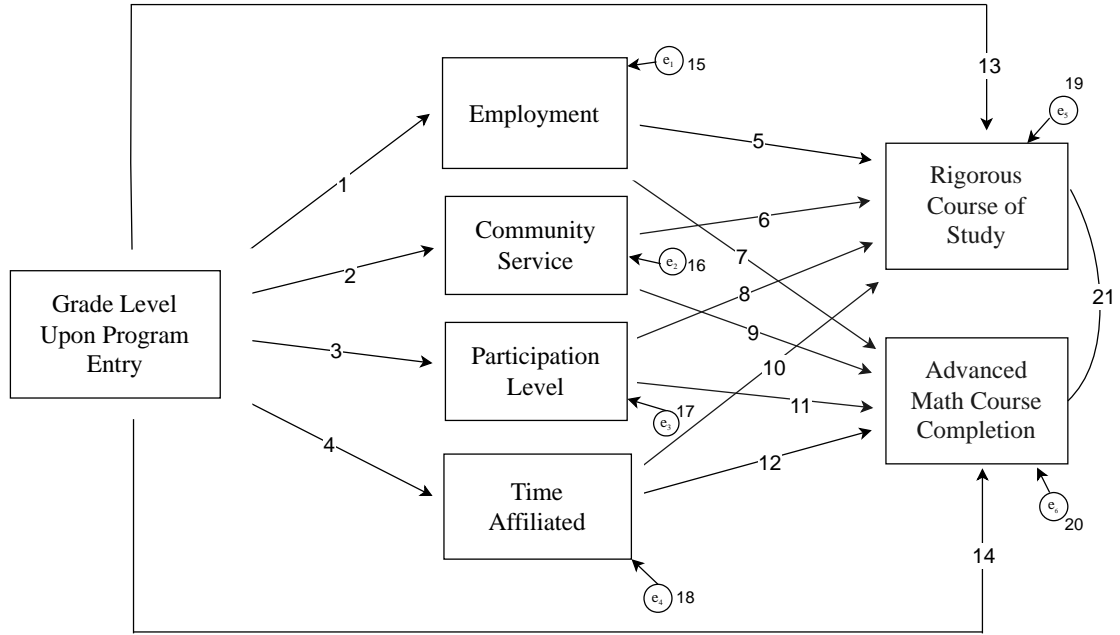 13
19
e₁ 15
Employment
e₅
5
Rigorous
Course of
Study
1
6
Community
Service
e₂ 16
7
2
8
21
Grade Level
Upon Program
Entry
3
9
Participation
Level
10
Advanced
Math Course
Completion
11
17
e₃
4
12
Time
Affiliated
e₆
20
14
e₄ 18